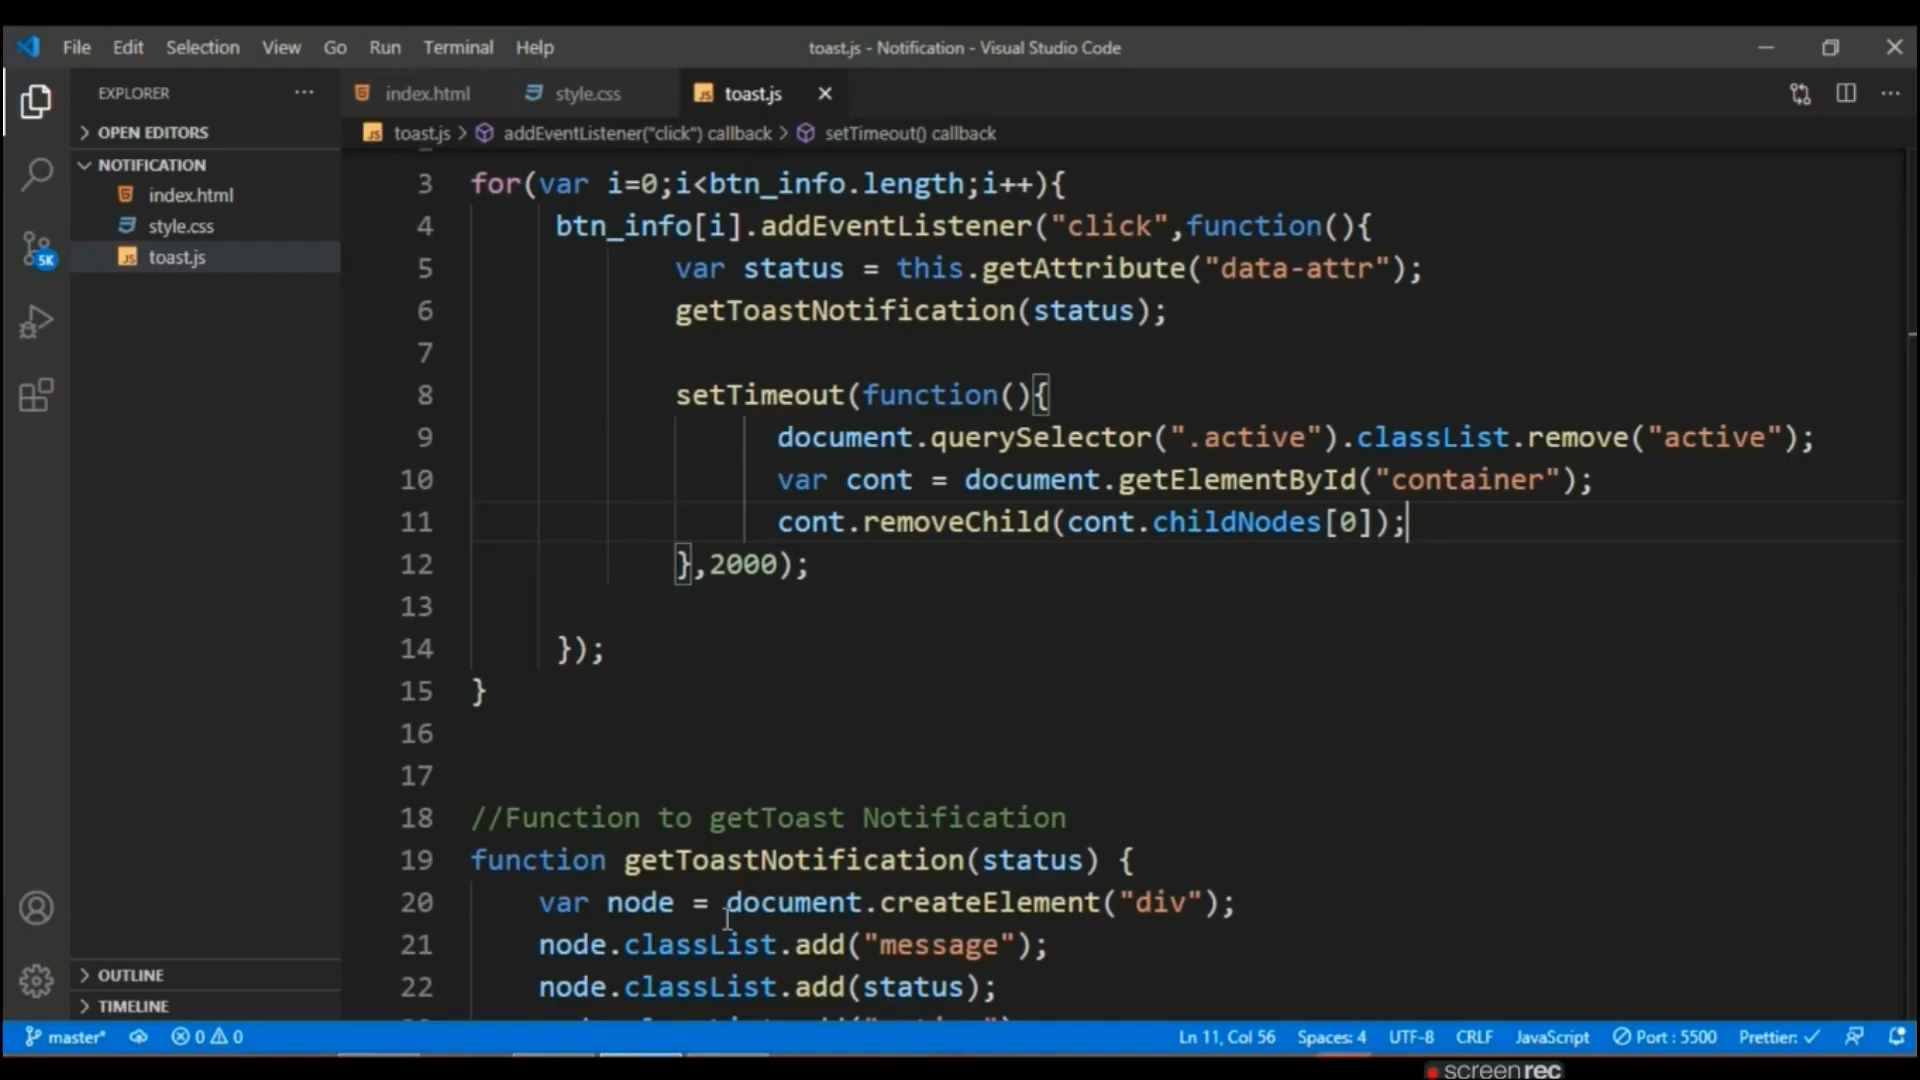 File Edit Selection View Go Run Terminal Help
toast.js - Notification - Visual Studio Code
EXPLORER
index.html
style.css
JS toast.js
OPEN EDITORS
JS toast.js > addEventListener("click") callback > setTimeout() callback
NOTIFICATION
index.html
style.css
JS toast.js
5K
3 for(var i=0;i<btn_info.length;i++){
4 btn_info[i].addEventListener("click",function(){
5 var status = this.getAttribute("data-attr");
6 getToastNotification(status);
7
8 setTimeout(function(){
9 document.querySelector(".active").classList.remove("active");
10 var cont = document.getElementById("container");
11 cont.removeChild(cont.childNodes[0]);
12 },2000);
13
14 });
15 }
16
17
18 //Function to getToast Notification
19 function getToastNotification(status) {
20 var node = document.createElement("div");
21 node.classList.add("message");
22 node.classList.add(status);
OUTLINE
TIMELINE
master* 0 0 Ln 11, Col 56 Spaces: 4 UTF-8 CRLF JavaScript Port : 5500 Prettier: ✓
screenrec